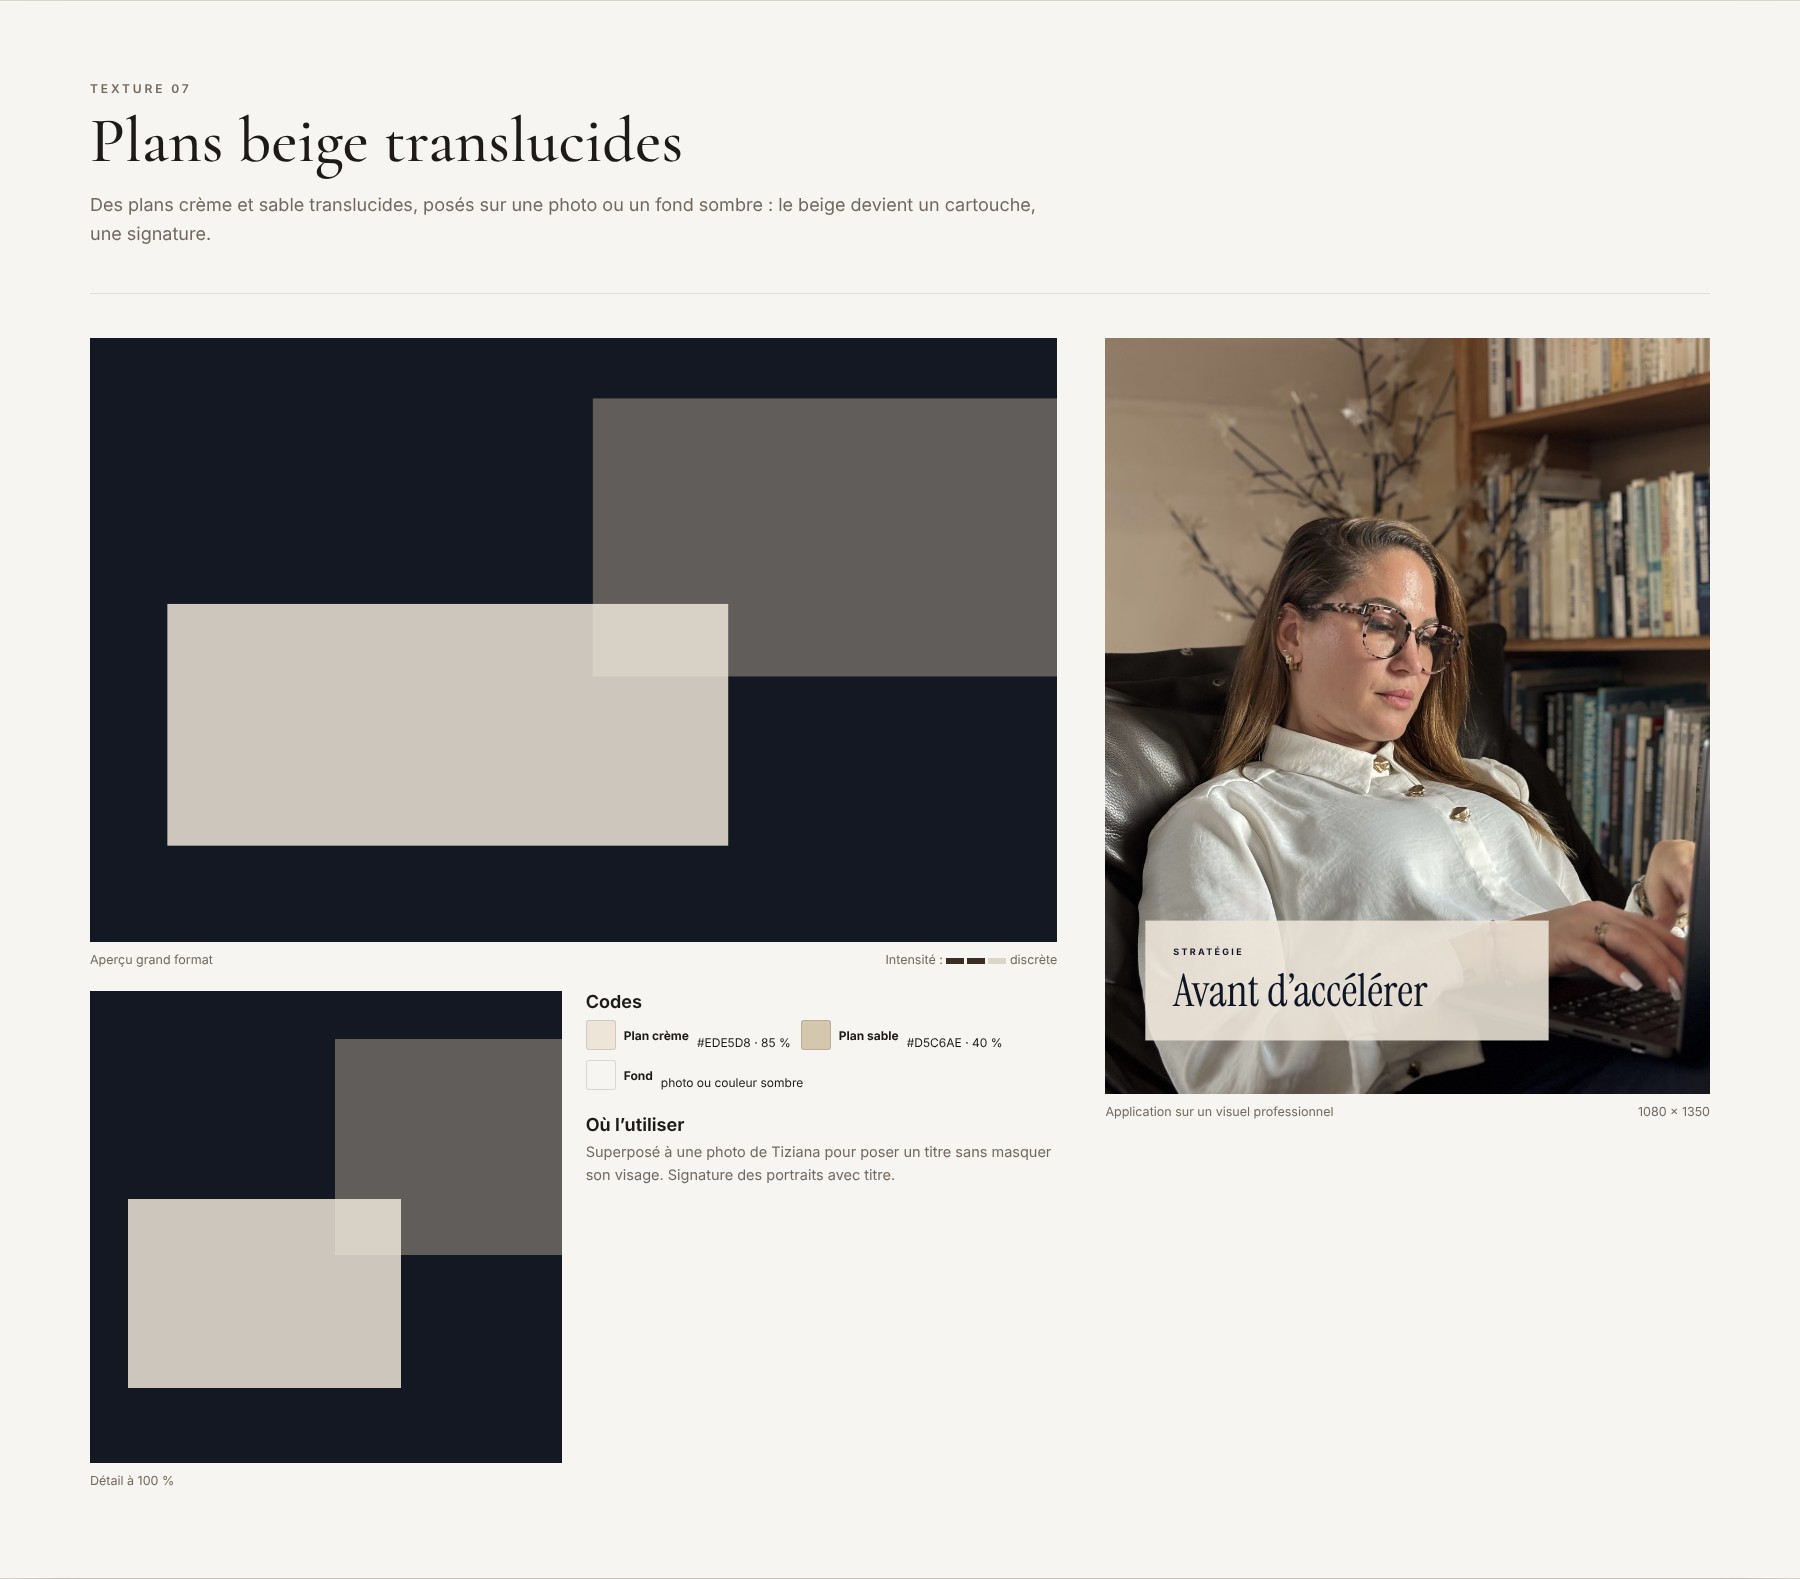 TEXTURE 07
Plans beige translucides
Des plans crème et sable translucides, posés sur une photo ou un fond sombre : le beige devient un cartouche,
une signature.
Aperçu grand format
Intensité : discrète
STRATÉGIE
Avant d’accélérer
Application sur un visuel professionnel
1080 × 1350
Codes
Plan crème #EDE5D8 · 85 % Plan sable #D5C6AE · 40 %
Fond photo ou couleur sombre
Où l’utiliser
Superposé à une photo de Tiziana pour poser un titre sans masquer
son visage. Signature des portraits avec titre.
Détail à 100 %